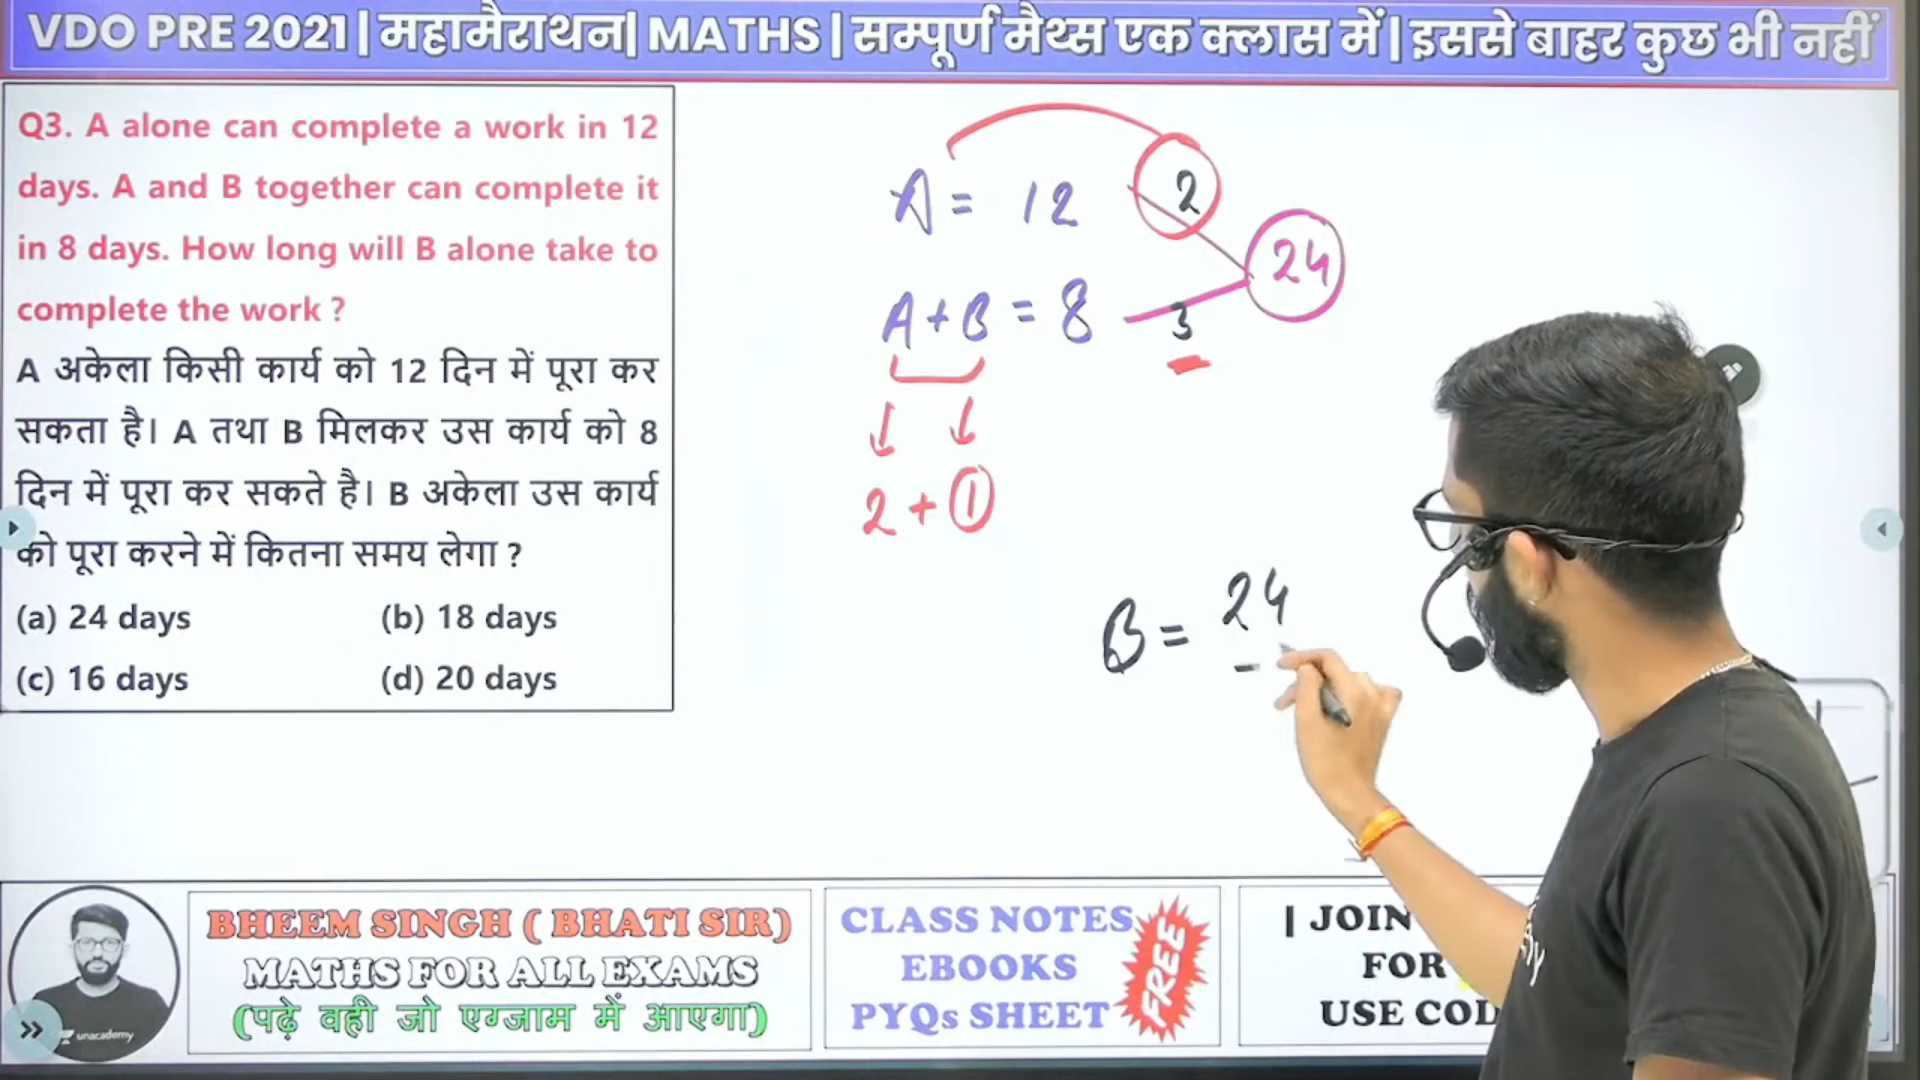 VDO PRE 2021 | महामैराथन| MATHS | सम्पूर्ण मैथ्स एक क्लास में | इससे बाहर कुछ भी नहीं
Q3. A alone can complete a work in 12
days. A and B together can complete it
in 8 days. How long will B alone take to
complete the work ?
A अकेला किसी कार्य को 12 दिन में पूरा कर
सकता है। A तथा B मिलकर उस कार्य को 8
दिन में पूरा कर सकते है। B अकेला उस कार्य
को पूरा करने में कितना समय लेगा ?
(a) 24 days (b) 18 days
(c) 16 days (d) 20 days
A = 12 2
24
A + B = 8 3
2 + 1
B = 24
BHEEM SINGH ( BHATI SIR)
MATHS FOR ALL EXAMS
(पढ़े वही जो एग्जाम में आएगा)
unacademy
CLASS NOTES
EBOOKS
PYQs SHEET
FREE
| JOIN
FOR
USE COD